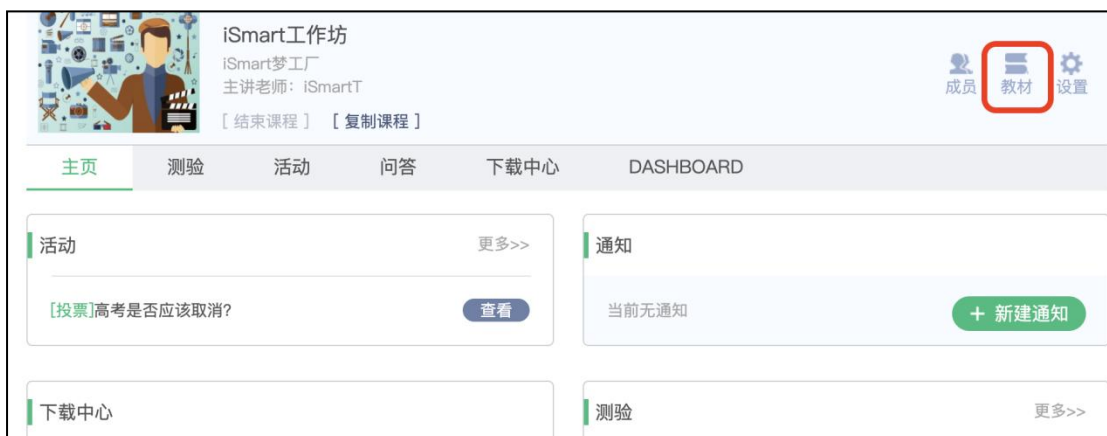 iSmart工作坊
iSmart梦工厂
主讲老师：iSmartT
[ 结束课程 ] [ 复制课程 ]
成员 教材 设置
主页 测验 活动 问答 下载中心 DASHBOARD
活动 更多>>
[投票]高考是否应该取消?
查看
通知
当前无通知
+ 新建通知
下载中心
测验 更多>>